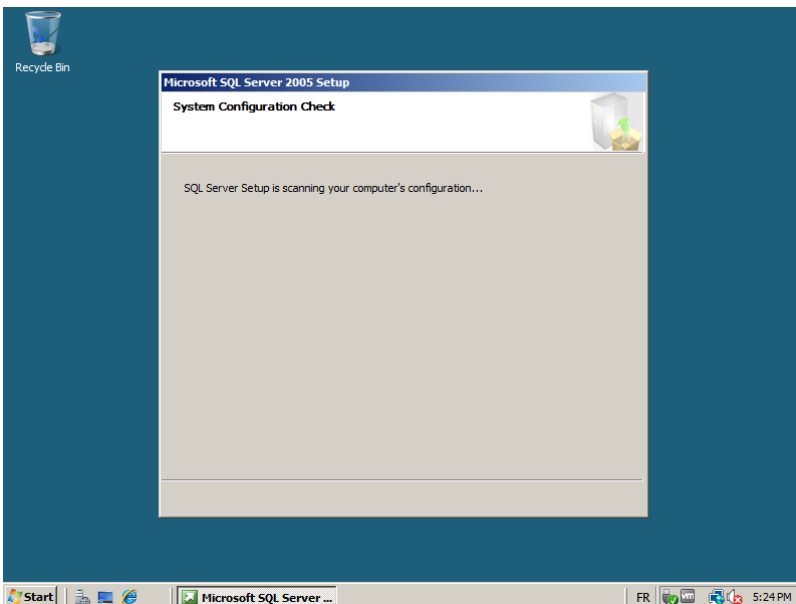 Recycle Bin
Microsoft SQL Server 2005 Setup
System Configuration Check
SQL Server Setup is scanning your computer's configuration...
Start
Microsoft SQL Server ...
FR
5:24 PM